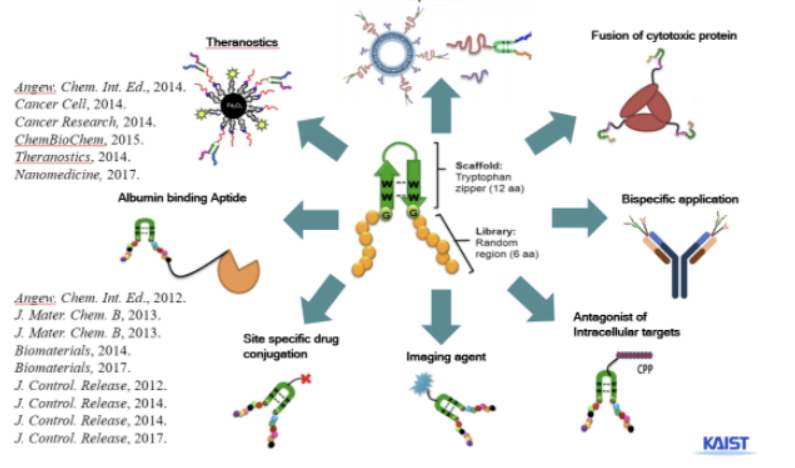 Theranostics
Fusion of cytotoxic protein
Angew. Chem. Int. Ed., 2014.
Cancer Cell, 2014.
Cancer Research, 2014.
ChemBioChem, 2015.
Theranostics, 2014.
Nanomedicine, 2017.
Fe₃O₄
Scaffold:
Tryptophan
zipper (12 aa)
W W
W W
G G
Library:
Random
region (6 aa)
Albumin binding Aptide
Bispecific application
Angew. Chem. Int. Ed., 2012.
J. Mater. Chem. B, 2013.
J. Mater. Chem. B, 2013.
Biomaterials, 2014.
Biomaterials, 2017.
J. Control. Release, 2012.
J. Control. Release, 2014.
J. Control. Release, 2014.
J. Control. Release, 2017.
Site specific drug
conjugation
Imaging agent
Antagonist of
Intracellular targets
CPP
KAIST